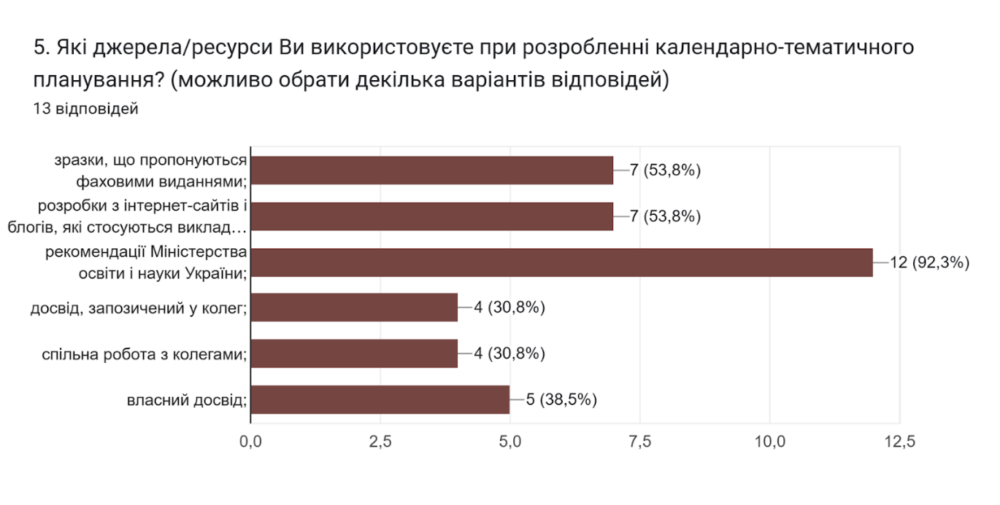 5. Які джерела/ресурси Ви використовуєте при розробленні календарно-тематичного
планування? (можливо обрати декілька варіантів відповідей)
13 відповідей
зразки, що пропонуються
фаховими виданнями;
7 (53,8%)
розробки з інтернет-сайтів і
блогів, які стосуються виклад…
7 (53,8%)
рекомендації Міністерства
освіти і науки України;
12 (92,3%)
досвід, запозичений у колег;
4 (30,8%)
спільна робота з колегами;
4 (30,8%)
власний досвід;
5 (38,5%)
0,0 2,5 5,0 7,5 10,0 12,5